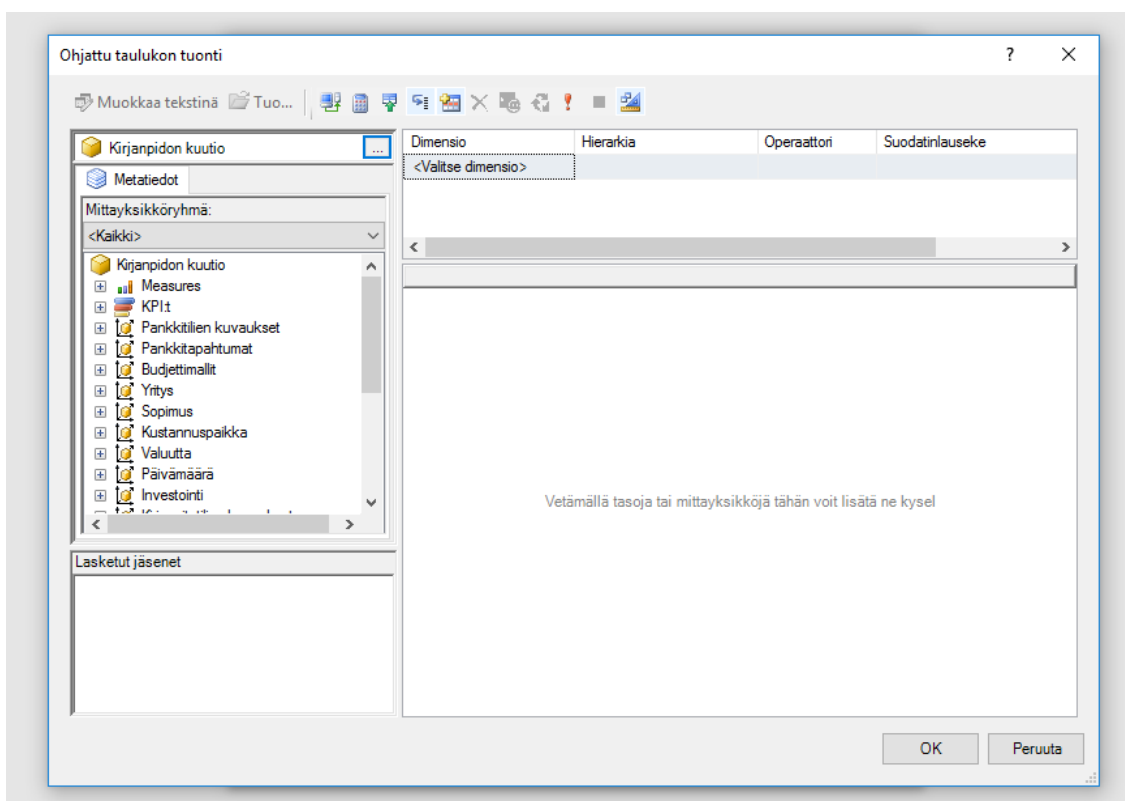 Ohjattu taulukon tuonti
Muokkaa tekstinä Tuo...
Kirjanpidon kuutio ...
Metatiedot
Mittayksikköryhmä:
<Kaikki>
Kirjanpidon kuutio
Measures
KPI:t
Pankkitilien kuvaukset
Pankkitapahtumat
Budjettimallit
Yritys
Sopimus
Kustannuspaikka
Valuutta
Päivämäärä
Investointi
Lasketut jäsenet
Dimensio Hierarkia Operaattori Suodatinlauseke
<Valitse dimensio>
Vetämällä tasoja tai mittayksikköjä tähän voit lisätä ne kysel
OK Peruuta